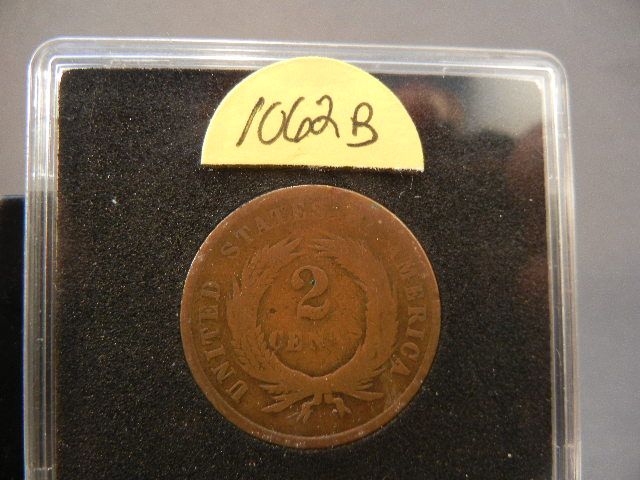 1062B
UNITED STATES OF AMERICA
2
CENTS